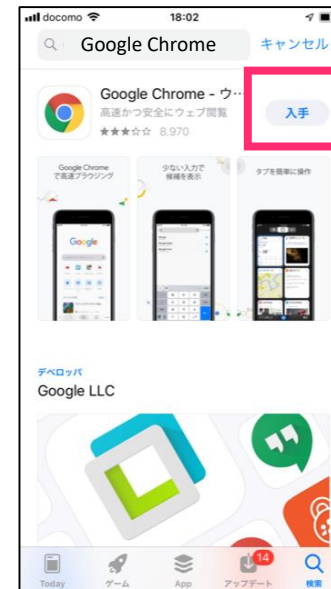 docomo 18:02
Google Chrome キャンセル
Google Chrome - ウ…
高速かつ安全にウェブ閲覧
★★★☆☆ 8,970
入手
Google Chrome
で高速ブラウジング
少ない入力で
候補を表示
タブを簡単に操作
Google
デベロッパ
Google LLC
14
Today ゲーム App アップデート 検索